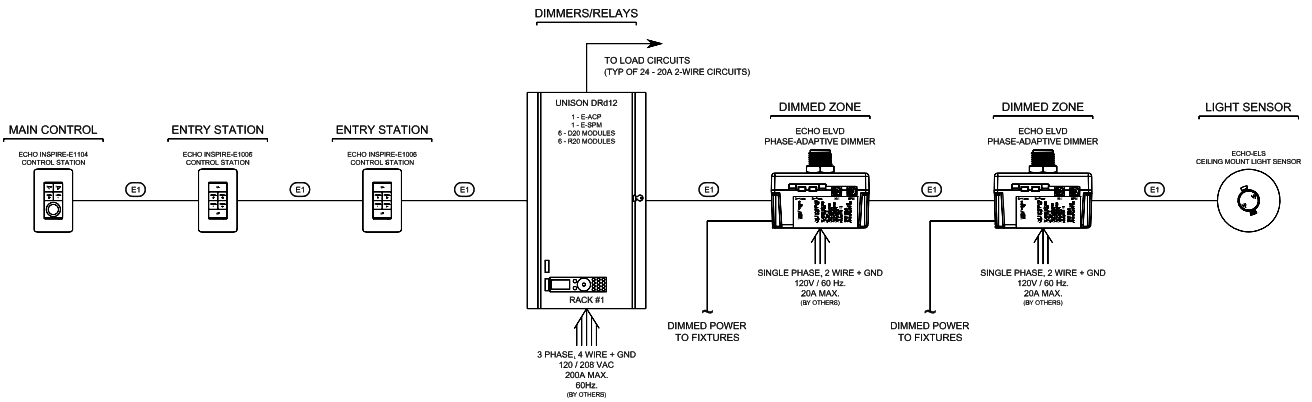 DIMMERS/RELAYS
TO LOAD CIRCUITS
(TYP OF 24 - 20A 2-WIRE CIRCUITS)
MAIN CONTROL
ECHO INSPIRE-E1104
CONTROL STATION
E1
ENTRY STATION
ECHO INSPIRE-E1006
CONTROL STATION
E1
ENTRY STATION
ECHO INSPIRE-E1006
CONTROL STATION
E1
UNISON DRd12
1 - E-ACP
1 - E-SPM
6 - D20 MODULES
6 - R20 MODULES
RACK #1
3 PHASE, 4 WIRE + GND
120 / 208 VAC
200A MAX.
60Hz.
(BY OTHERS)
E1
DIMMED ZONE
ECHO ELVD
PHASE-ADAPTIVE DIMMER
SINGLE PHASE, 2 WIRE + GND
120V / 60 Hz.
20A MAX.
(BY OTHERS)
DIMMED POWER
TO FIXTURES
E1
DIMMED ZONE
ECHO ELVD
PHASE-ADAPTIVE DIMMER
SINGLE PHASE, 2 WIRE + GND
120V / 60 Hz.
20A MAX.
(BY OTHERS)
DIMMED POWER
TO FIXTURES
E1
LIGHT SENSOR
ECHO-ELS
CEILING MOUNT LIGHT SENSOR